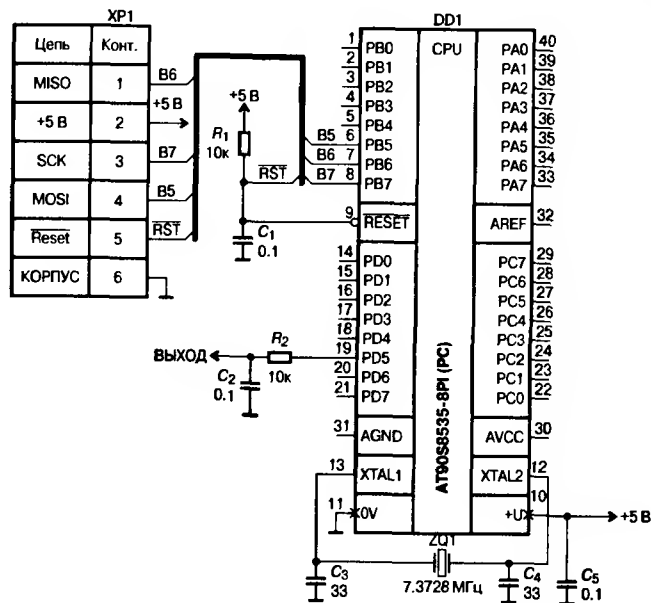 XP1
Цепь Конт.
MISO 1 B6
+5 В 2 +5 В
SCK 3 B7
MOSI 4 B5
Reset 5 RST
КОРПУС 6
+5 В
R1
10к
RST
C1
0.1
DD1
CPU
AT90S8535-8PI (PC)
1 PB0
2 PB1
3 PB2
4 PB3
5 PB4
B5 6 PB5
B6 7 PB6
B7 8 PB7
9 RESET
14 PD0
15 PD1
16 PD2
17 PD3
18 PD4
19 PD5
20 PD6
21 PD7
31 AGND
13 XTAL1
11 0V
PA0 40
PA1 39
PA2 38
PA3 37
PA4 36
PA5 35
PA6 34
PA7 33
AREF 32
PC7 29
PC6 28
PC5 27
PC4 26
PC3 25
PC2 24
PC1 23
PC0 22
AVCC 30
XTAL2 12
+U 10
+5 В
ВЫХОД
R2
10к
C2
0.1
ZQ1
7.3728 МГц
C3
33
C4
33
C5
0.1